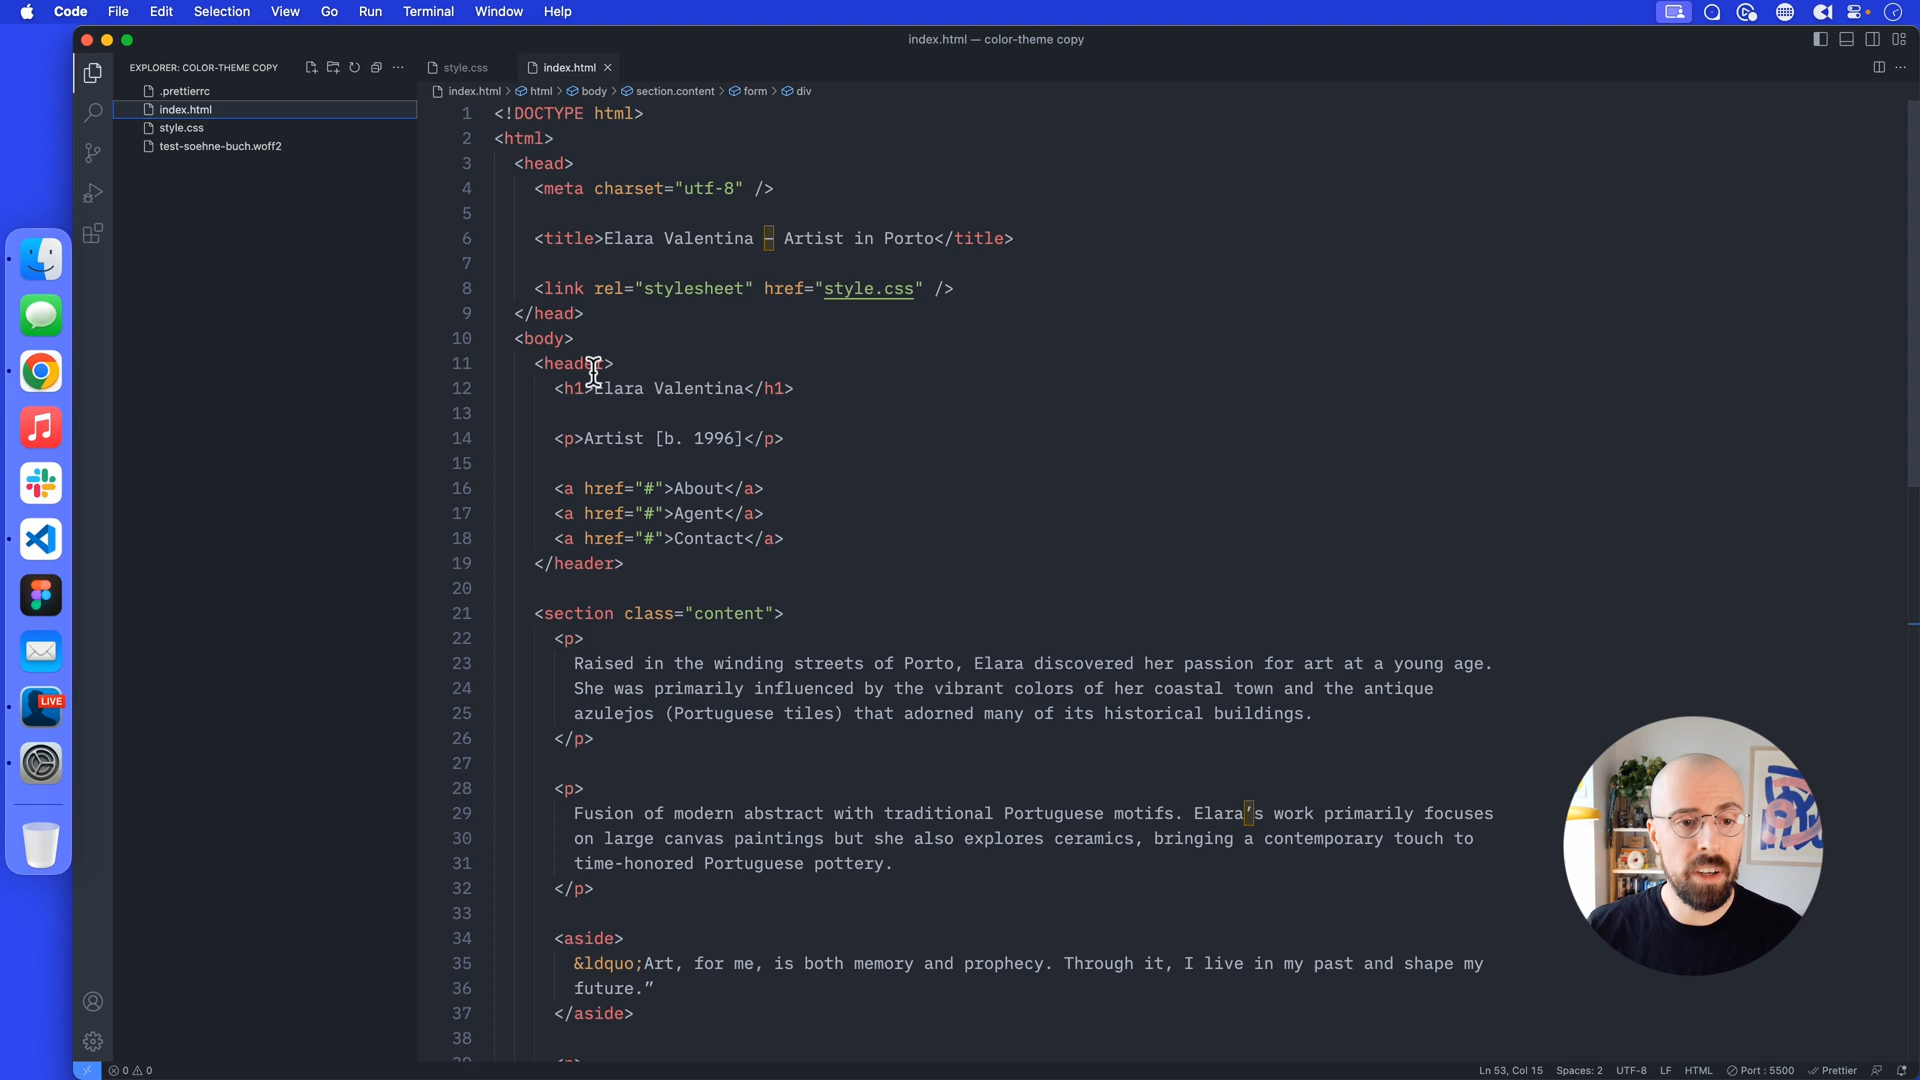 Code File Edit Selection View Go Run Terminal Window Help
index.html — color-theme copy
EXPLORER: COLOR-THEME COPY
.prettierrc
index.html
style.css
test-soehne-buch.woff2
style.css
index.html
index.html > html > body > section.content > form > div
1 <!DOCTYPE html>
2 <html>
3 <head>
4 <meta charset="utf-8" />
5
6 <title>Elara Valentina – Artist in Porto</title>
7
8 <link rel="stylesheet" href="style.css" />
9 </head>
10 <body>
11 <header>
12 <h1>Elara Valentina</h1>
13
14 <p>Artist [b. 1996]</p>
15
16 <a href="#">About</a>
17 <a href="#">Agent</a>
18 <a href="#">Contact</a>
19 </header>
20
21 <section class="content">
22 <p>
23 Raised in the winding streets of Porto, Elara discovered her passion for art at a young age.
24 She was primarily influenced by the vibrant colors of her coastal town and the antique
25 azulejos (Portuguese tiles) that adorned many of its historical buildings.
26 </p>
27
28 <p>
29 Fusion of modern abstract with traditional Portuguese motifs. Elara’s work primarily focuses
30 on large canvas paintings but she also explores ceramics, bringing a contemporary touch to
31 time-honored Portuguese pottery.
32 </p>
33
34 <aside>
35 &ldquo;Art, for me, is both memory and prophecy. Through it, I live in my past and shape my
36 future.”
37 </aside>
38
LIVE
0 0
Ln 53, Col 15 Spaces: 2 UTF-8 LF HTML Port : 5500 Prettier